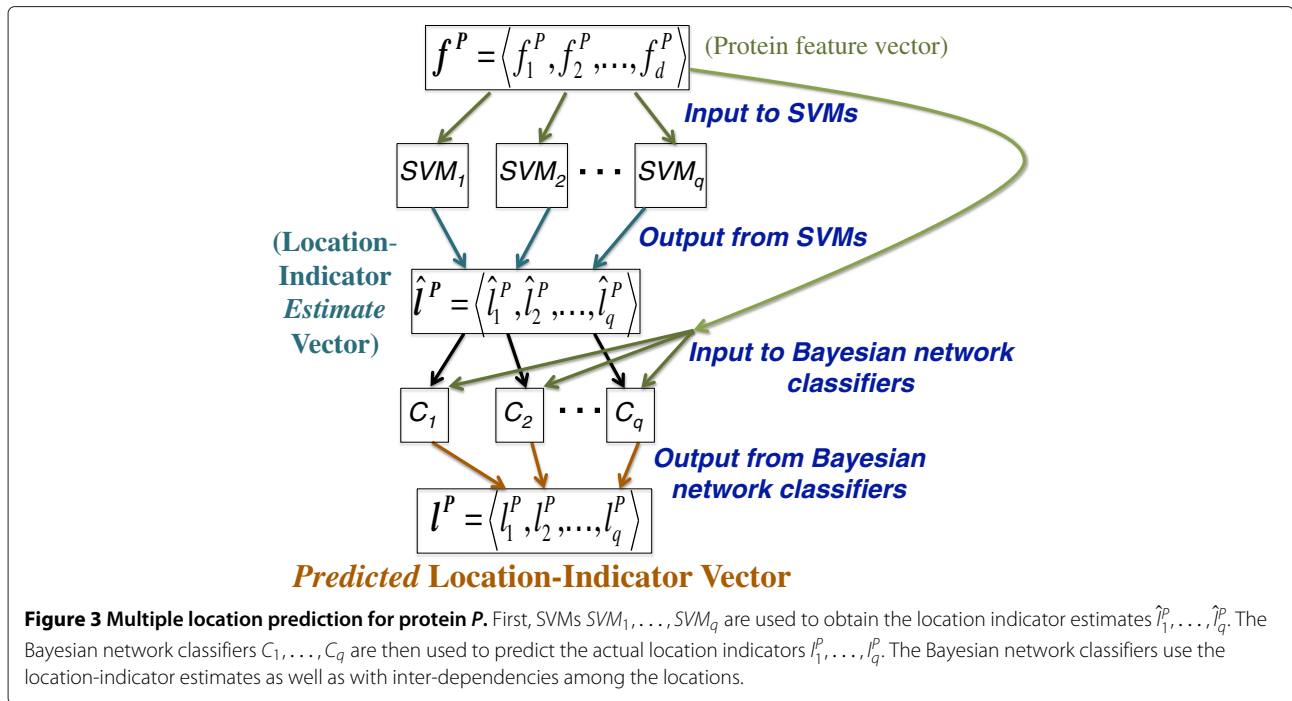 f^P = ⟨f_1^P, f_2^P, ..., f_d^P⟩
(Protein feature vector)
Input to SVMs
SVM_1 SVM_2 ... SVM_q
Output from SVMs
(Location-
Indicator
Estimate
Vector)
l̂^P = ⟨l̂_1^P, l̂_2^P, ..., l̂_q^P⟩
Input to Bayesian network
classifiers
C_1 C_2 ... C_q
Output from Bayesian
network classifiers
l^P = ⟨l_1^P, l_2^P, ..., l_q^P⟩
Predicted Location-Indicator Vector
Figure 3 Multiple location prediction for protein P. First, SVMs SVM_1, . . . , SVM_q are used to obtain the location indicator estimates l̂_1^P, . . . , l̂_q^P. The
Bayesian network classifiers C_1, . . . , C_q are then used to predict the actual location indicators l_1^P, . . . , l_q^P. The Bayesian network classifiers use the
location-indicator estimates as well as with inter-dependencies among the locations.